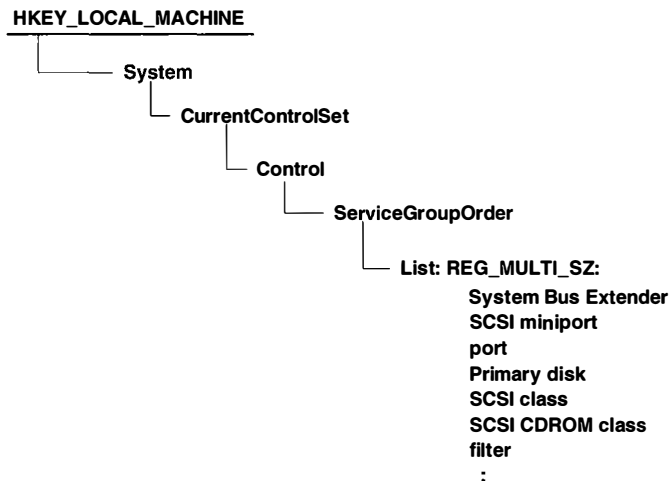 HKEY_LOCAL_MACHINE
System
CurrentControlSet
Control
ServiceGroupOrder
List: REG_MULTI_SZ:
System Bus Extender
SCSI miniport
port
Primary disk
SCSI class
SCSI CDROM class
filter
: